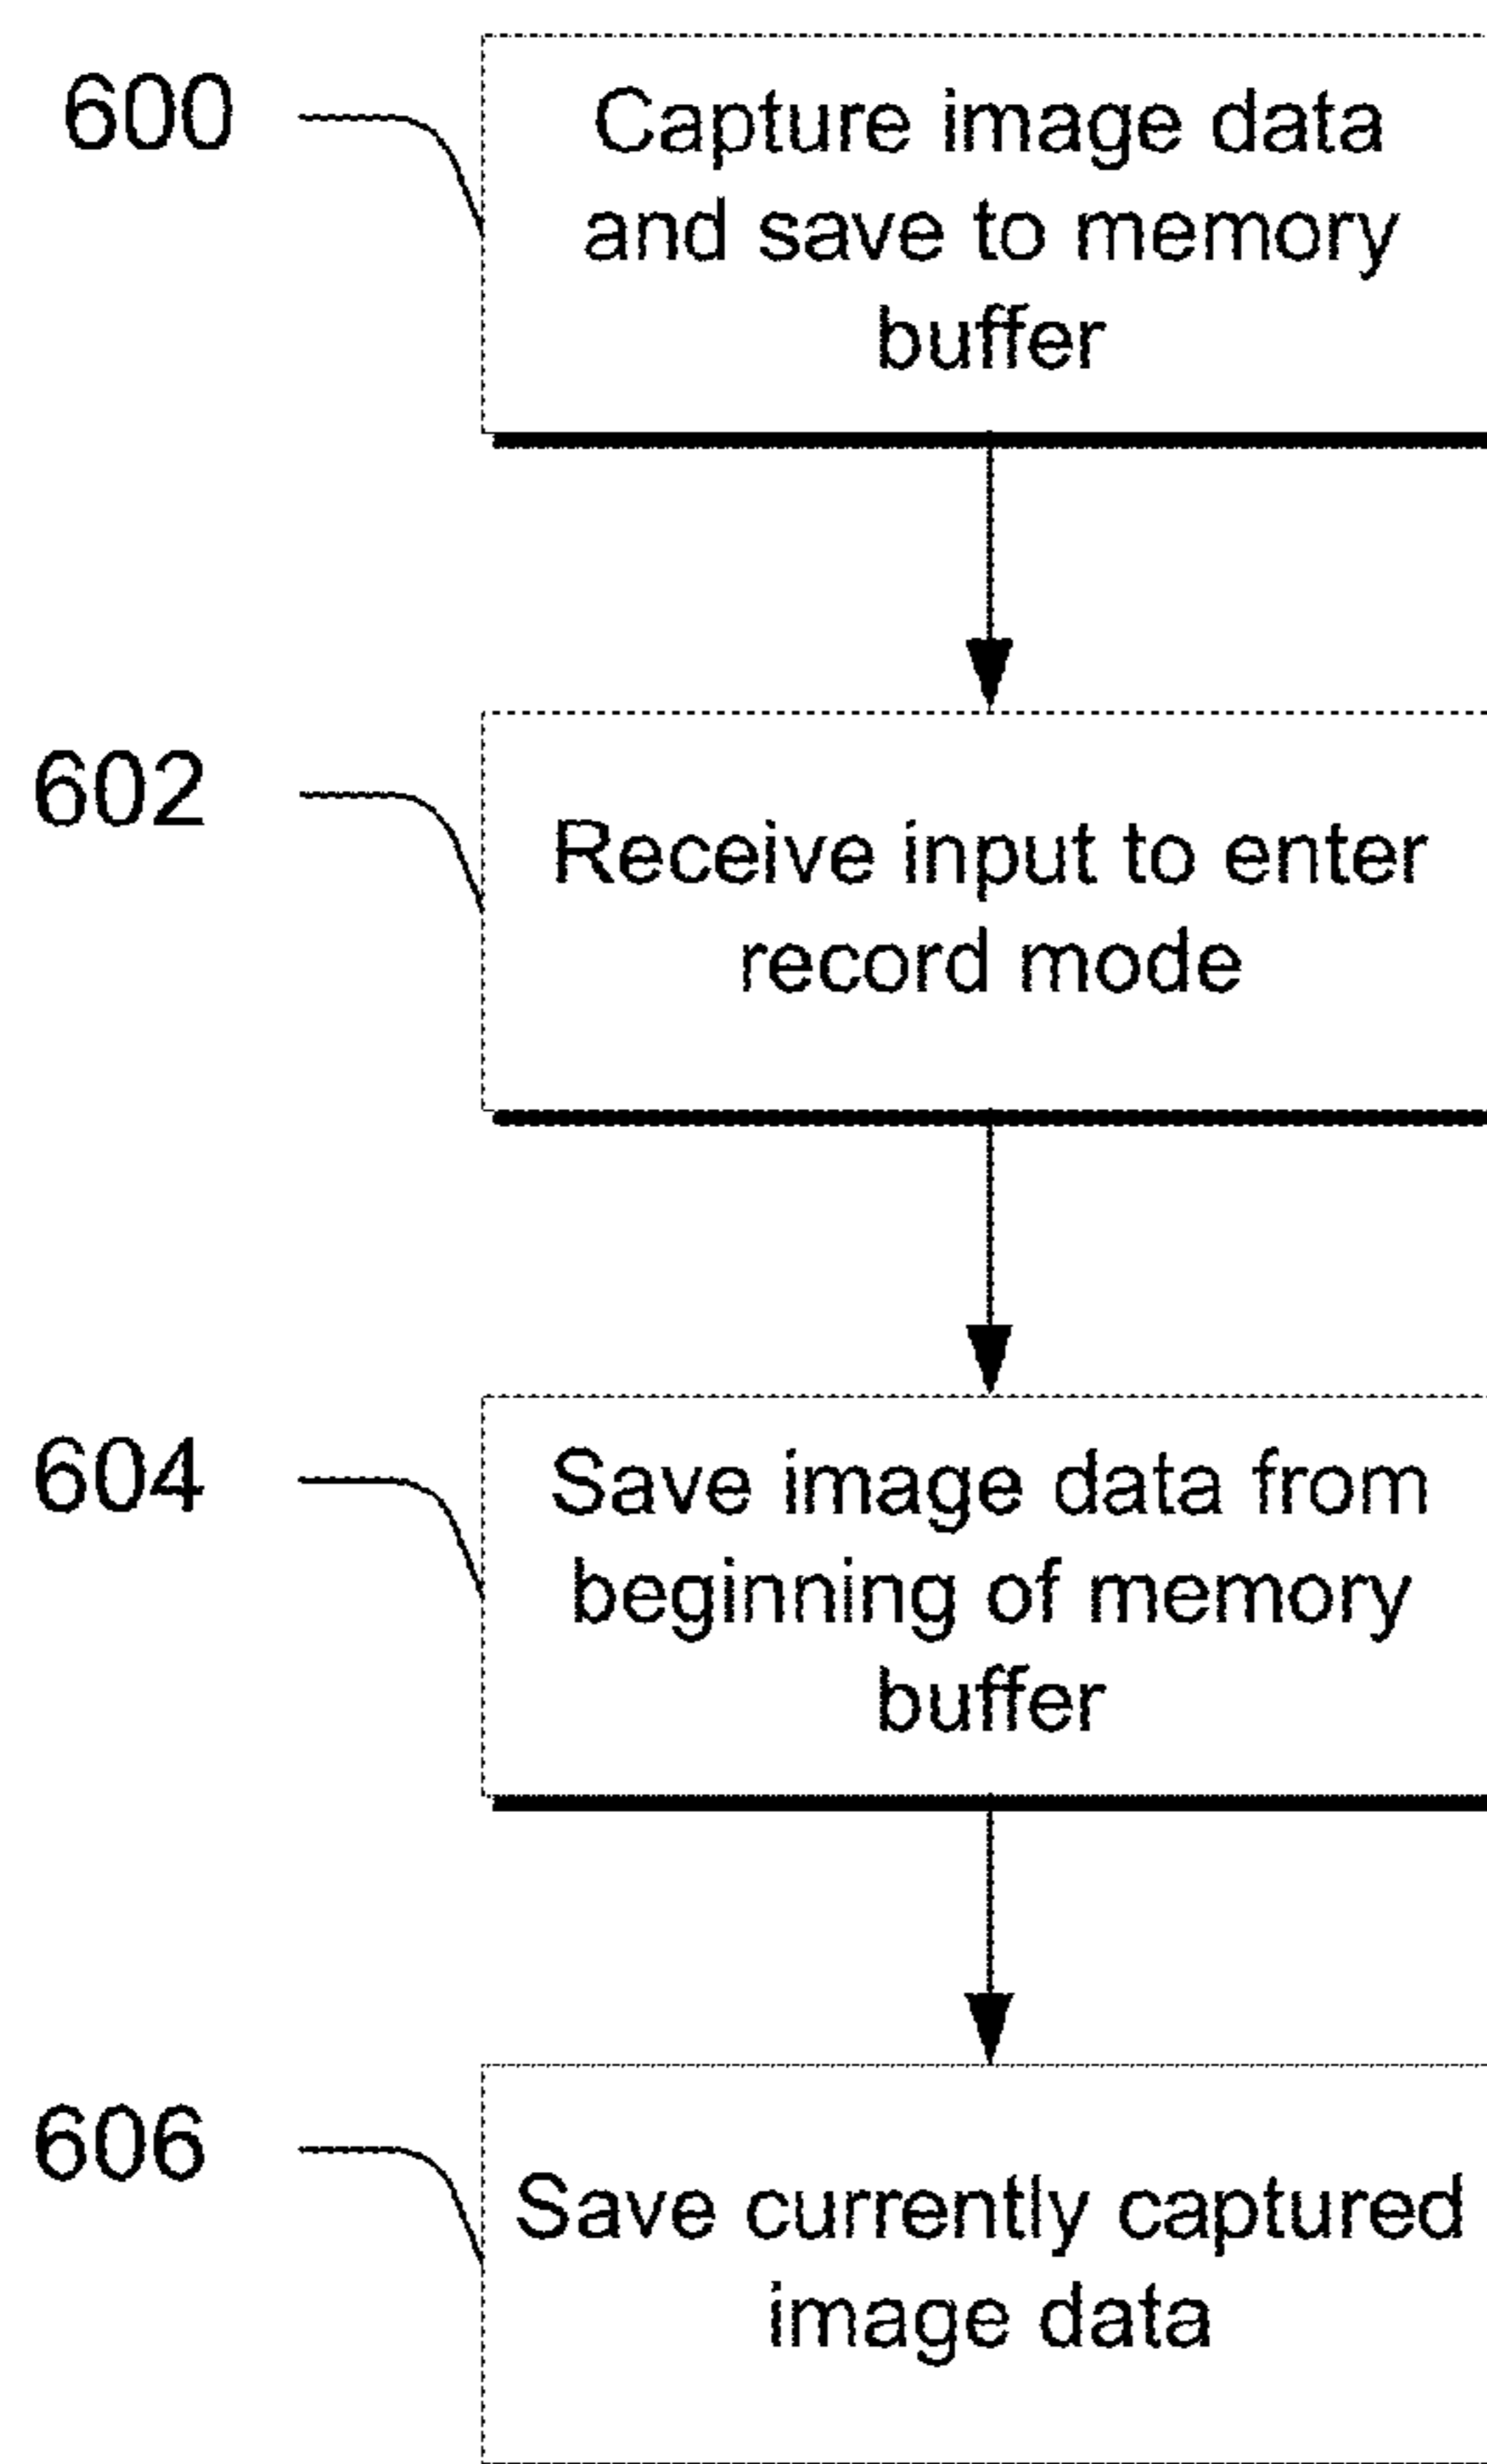 600
Capture image data
and save to memory
buffer
602
Receive input to enter
record mode
604
Save image data from
beginning of memory
buffer
606
Save currently captured
image data